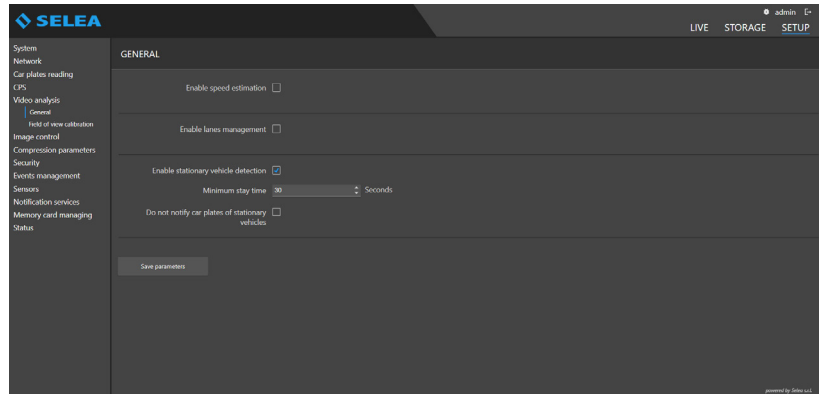 SELEA
admin
LIVE STORAGE SETUP
System
Network
Car plates reading
CPS
Video analysis
General
Field of view calibration
Image control
Compression parameters
Security
Events management
Sensors
Notification services
Memory card managing
Status
GENERAL
Enable speed estimation
Enable lanes management
Enable stationary vehicle detection
Minimum stay time 30 Seconds
Do not notify car plates of stationary
vehicles
Save parameters
powered by Selea s.r.l.